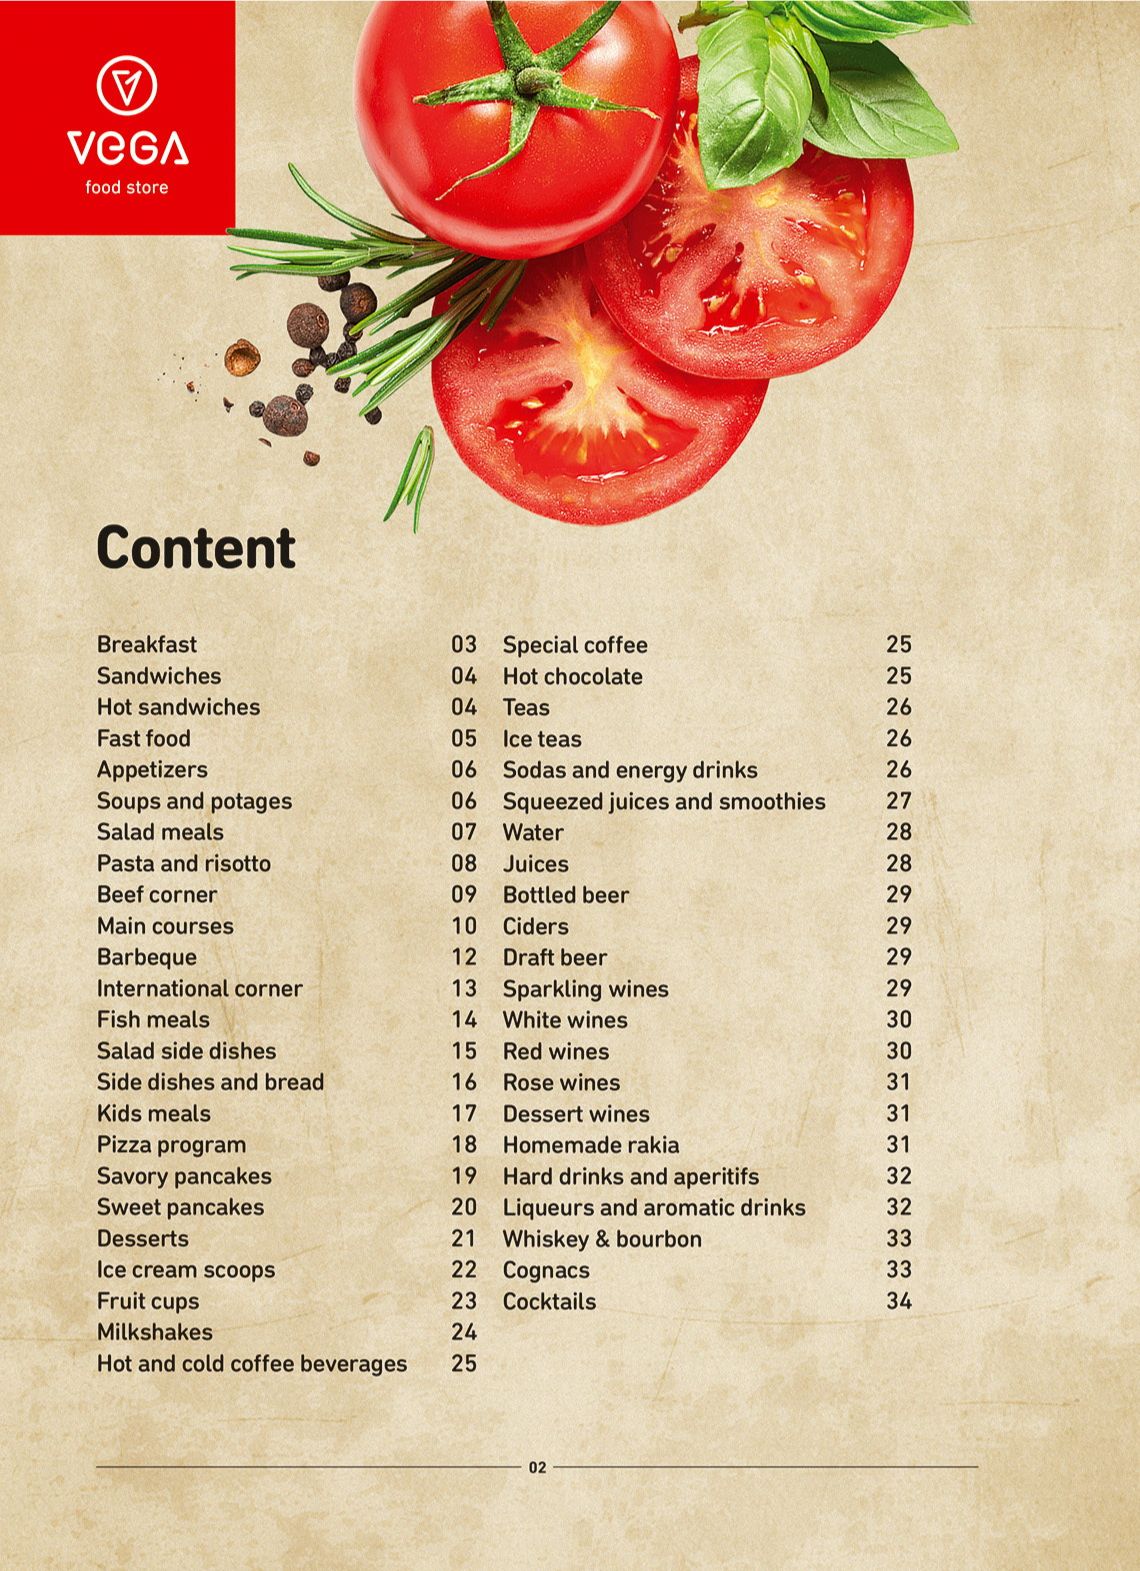 VEGA
food store
Content
Breakfast 03
Sandwiches 04
Hot sandwiches 04
Fast food 05
Appetizers 06
Soups and potages 06
Salad meals 07
Pasta and risotto 08
Beef corner 09
Main courses 10
Barbeque 12
International corner 13
Fish meals 14
Salad side dishes 15
Side dishes and bread 16
Kids meals 17
Pizza program 18
Savory pancakes 19
Sweet pancakes 20
Desserts 21
Ice cream scoops 22
Fruit cups 23
Milkshakes 24
Hot and cold coffee beverages 25
Special coffee 25
Hot chocolate 25
Teas 26
Ice teas 26
Sodas and energy drinks 26
Squeezed juices and smoothies 27
Water 28
Juices 28
Bottled beer 29
Ciders 29
Draft beer 29
Sparkling wines 29
White wines 30
Red wines 30
Rose wines 31
Dessert wines 31
Homemade rakia 31
Hard drinks and aperitifs 32
Liqueurs and aromatic drinks 32
Whiskey & bourbon 33
Cognacs 33
Cocktails 34
02